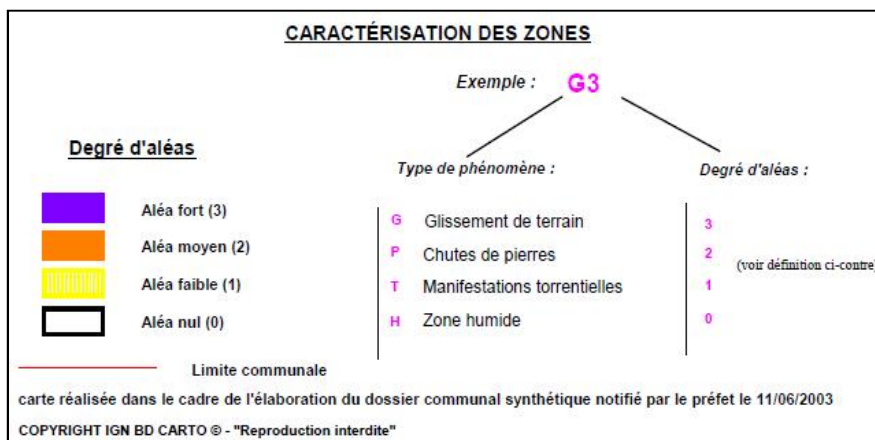 CARACTÉRISATION DES ZONES
Exemple : G3
Degré d'aléas
Aléa fort (3)
Aléa moyen (2)
Aléa faible (1)
Aléa nul (0)
Type de phénomène :
G Glissement de terrain
P Chutes de pierres
T Manifestations torrentielles
H Zone humide
Degré d'aléas :
3
2
1
0
(voir définition ci-contre)
Limite communale
carte réalisée dans le cadre de l'élaboration du dossier communal synthétique notifié par le préfet le 11/06/2003
COPYRIGHT IGN BD CARTO © - "Reproduction interdite"